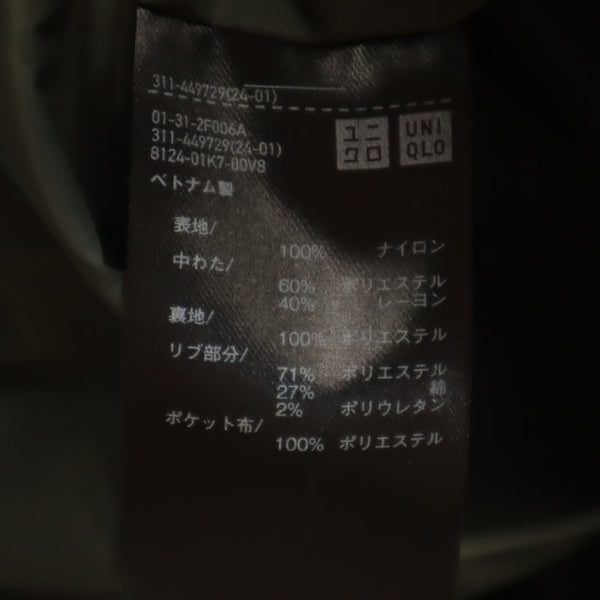 311-449729(24-01)
01-31-2F006A
311-449729(24-01)
8124-01K7-00V8
ユニクロ
UNIQLO
ベトナム製
表地/
100% ナイロン
中わた/
60% ポリエステル
40% レーヨン
裏地/
100% ポリエステル
リブ部分/
71% ポリエステル
27% 綿
2% ポリウレタン
ポケット布/
100% ポリエステル